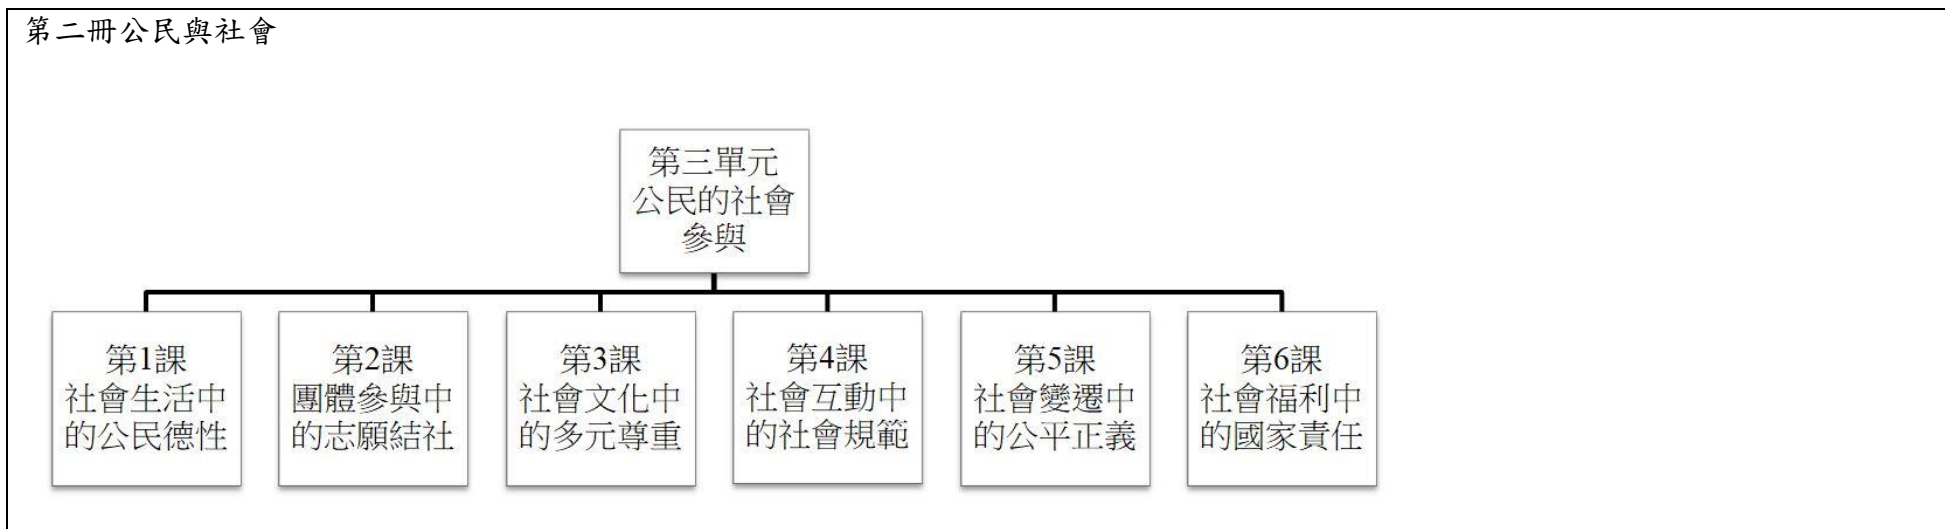 第二冊公民與社會
第三單元
公民的社會
參與
第1課
社會生活中
的公民德性
第2課
團體參與中
的志願結社
第3課
社會文化中
的多元尊重
第4課
社會互動中
的社會規範
第5課
社會變遷中
的公平正義
第6課
社會福利中
的國家責任